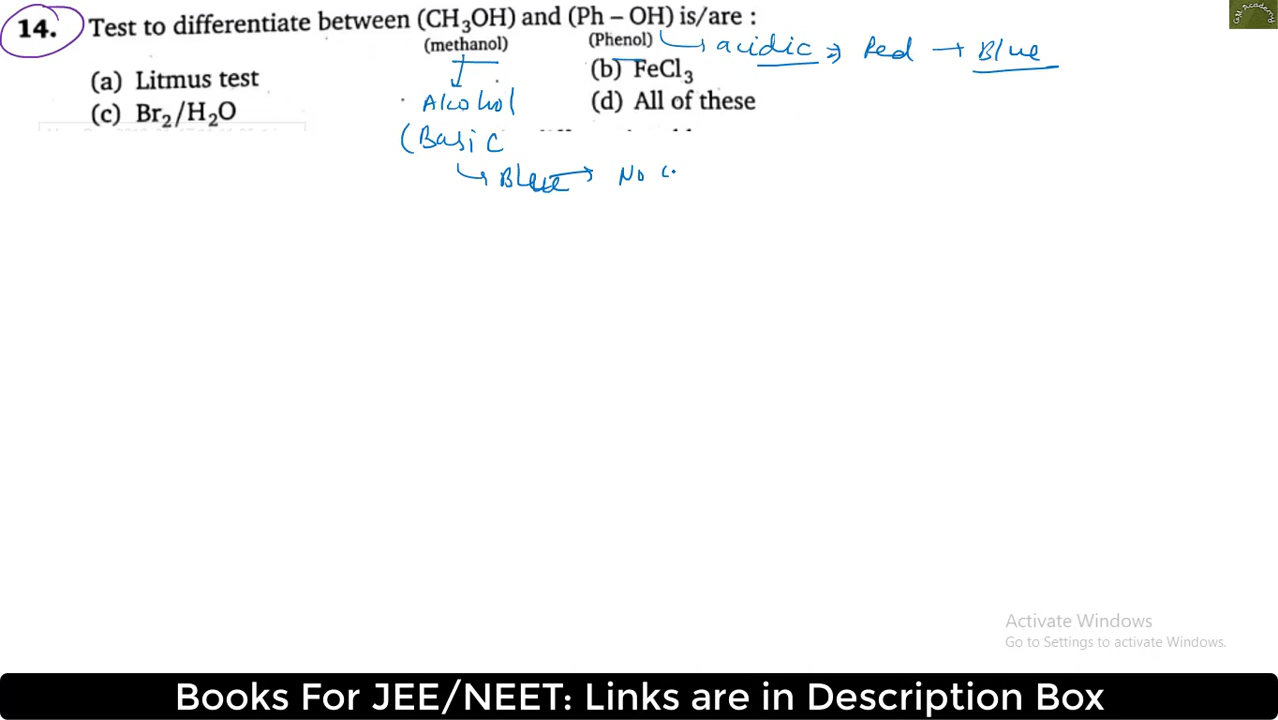 14. Test to differentiate between (CH₃OH) and (Ph – OH) is/are :
(methanol) (Phenol)
acidic ⇒ Red → Blue
(a) Litmus test (b) FeCl₃
(c) Br₂/H₂O (d) All of these
Alcohol
(Basic
Blue → No
GM Academy
Activate Windows
Go to Settings to activate Windows.
Books For JEE/NEET: Links are in Description Box